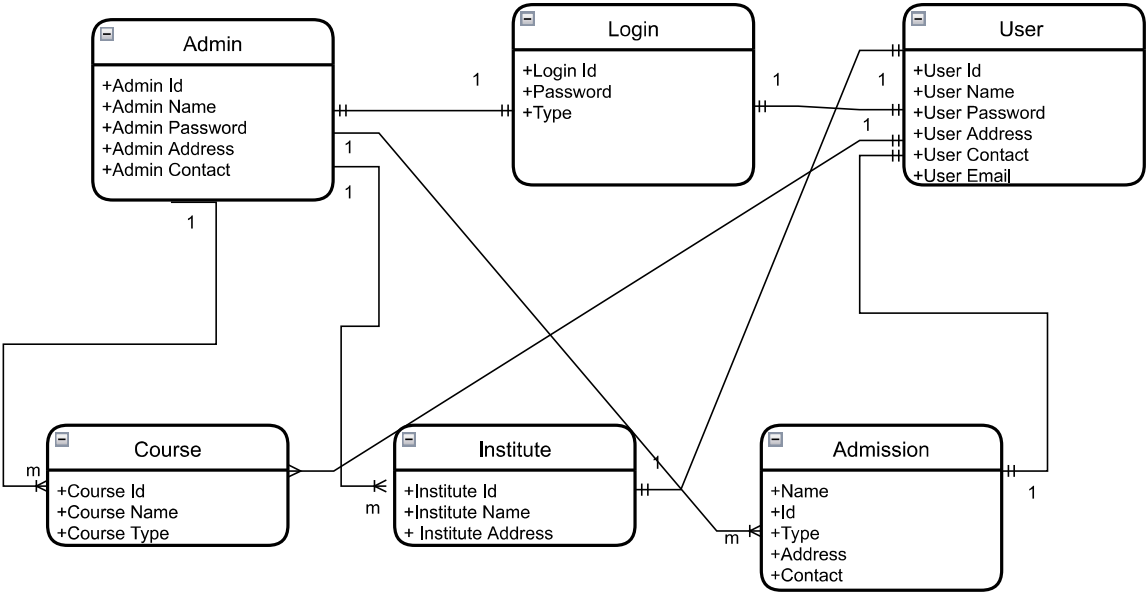 Admin
+Admin Id
+Admin Name
+Admin Password
+Admin Address
+Admin Contact
Login
+Login Id
+Password
+Type
User
+User Id
+User Name
+User Password
+User Address
+User Contact
+User Email
1
1
1
1
1
1
1
Course
+Course Id
+Course Name
+Course Type
Institute
+Institute Id
+Institute Name
+ Institute Address
Admission
+Name
+Id
+Type
+Address
+Contact
m
m
1
m
1